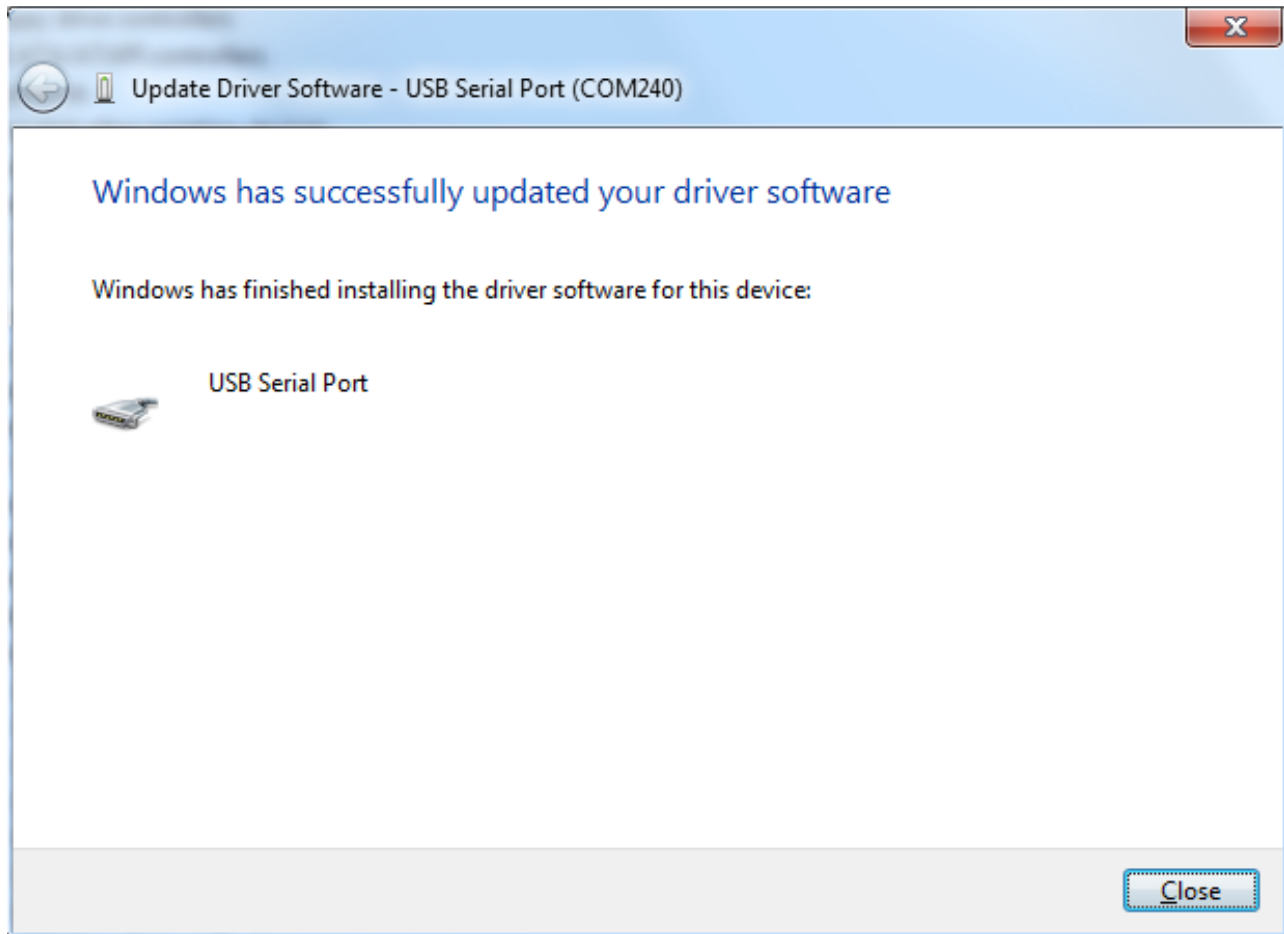 Update Driver Software - USB Serial Port (COM240)
Windows has successfully updated your driver software
Windows has finished installing the driver software for this device:
USB Serial Port
Close